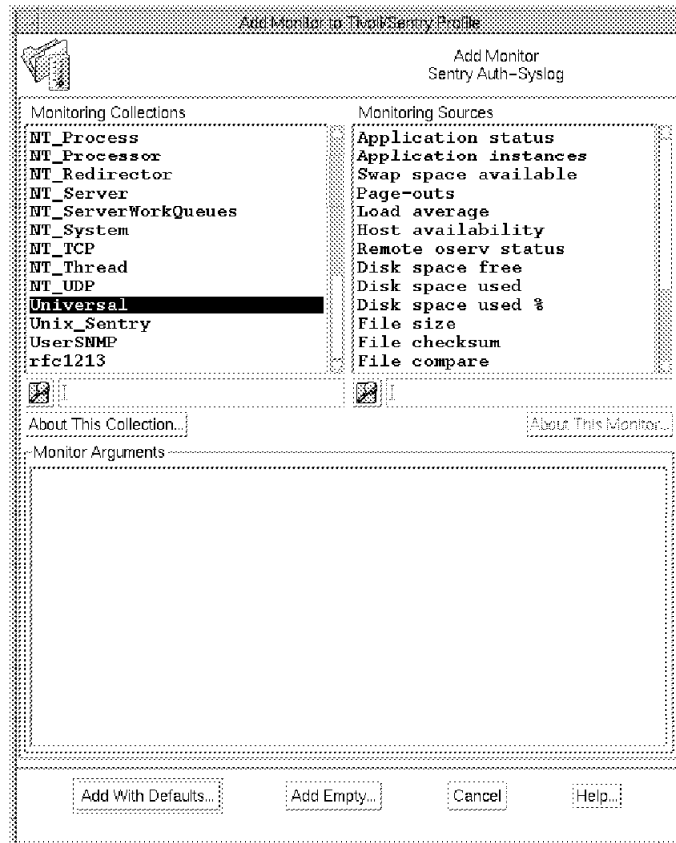 Add Monitor to Tivoli/Sentry Profile
Add Monitor
Sentry Auth-Syslog
Monitoring Collections
NT_Process
NT_Processor
NT_Redirector
NT_Server
NT_ServerWorkQueues
NT_System
NT_TCP
NT_Thread
NT_UDP
Universal
Unix_Sentry
UserSNMP
rfc1213
Monitoring Sources
Application status
Application instances
Swap space available
Page-outs
Load average
Host availability
Remote oserv status
Disk space free
Disk space used
Disk space used %
File size
File checksum
File compare
About This Collection...
About This Monitor...
Monitor Arguments
Add With Defaults...
Add Empty...
Cancel
Help...